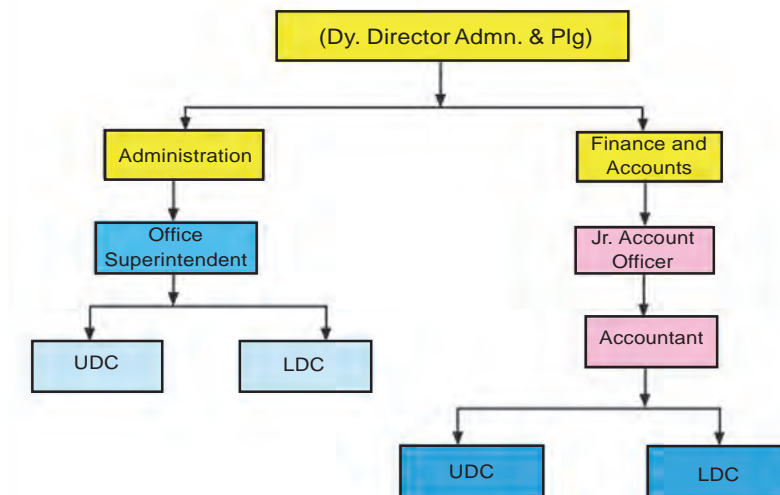 (Dy. Director Admn. & Plg)
Administration
Finance and
Accounts
Office
Superintendent
Jr. Account
Officer
UDC
LDC
Accountant
UDC
LDC